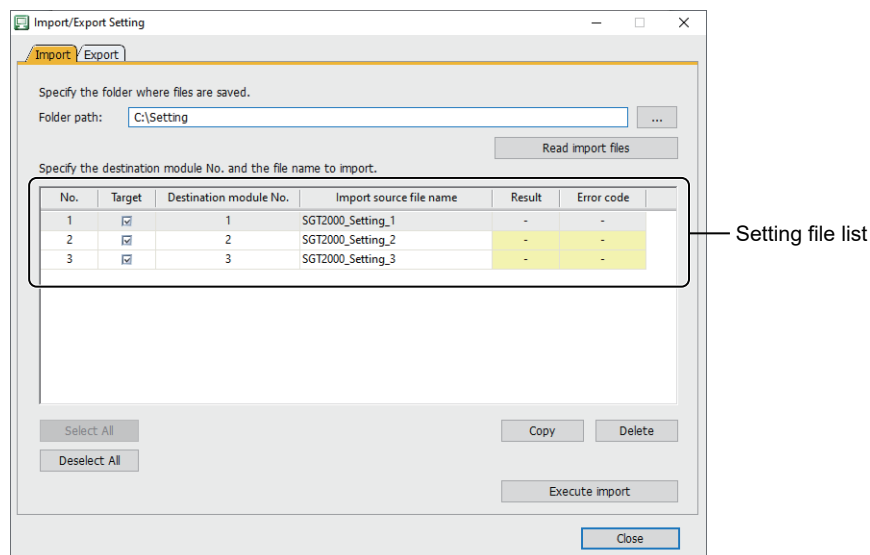 Import/Export Setting
Import Export
Specify the folder where files are saved.
Folder path: C:\Setting ...
Read import files
Specify the destination module No. and the file name to import.
No. Target Destination module No. Import source file name Result Error code
1 1 SGT2000_Setting_1 - -
2 2 SGT2000_Setting_2 - -
3 3 SGT2000_Setting_3 - -
Setting file list
Select All Copy Delete
Deselect All
Execute import
Close